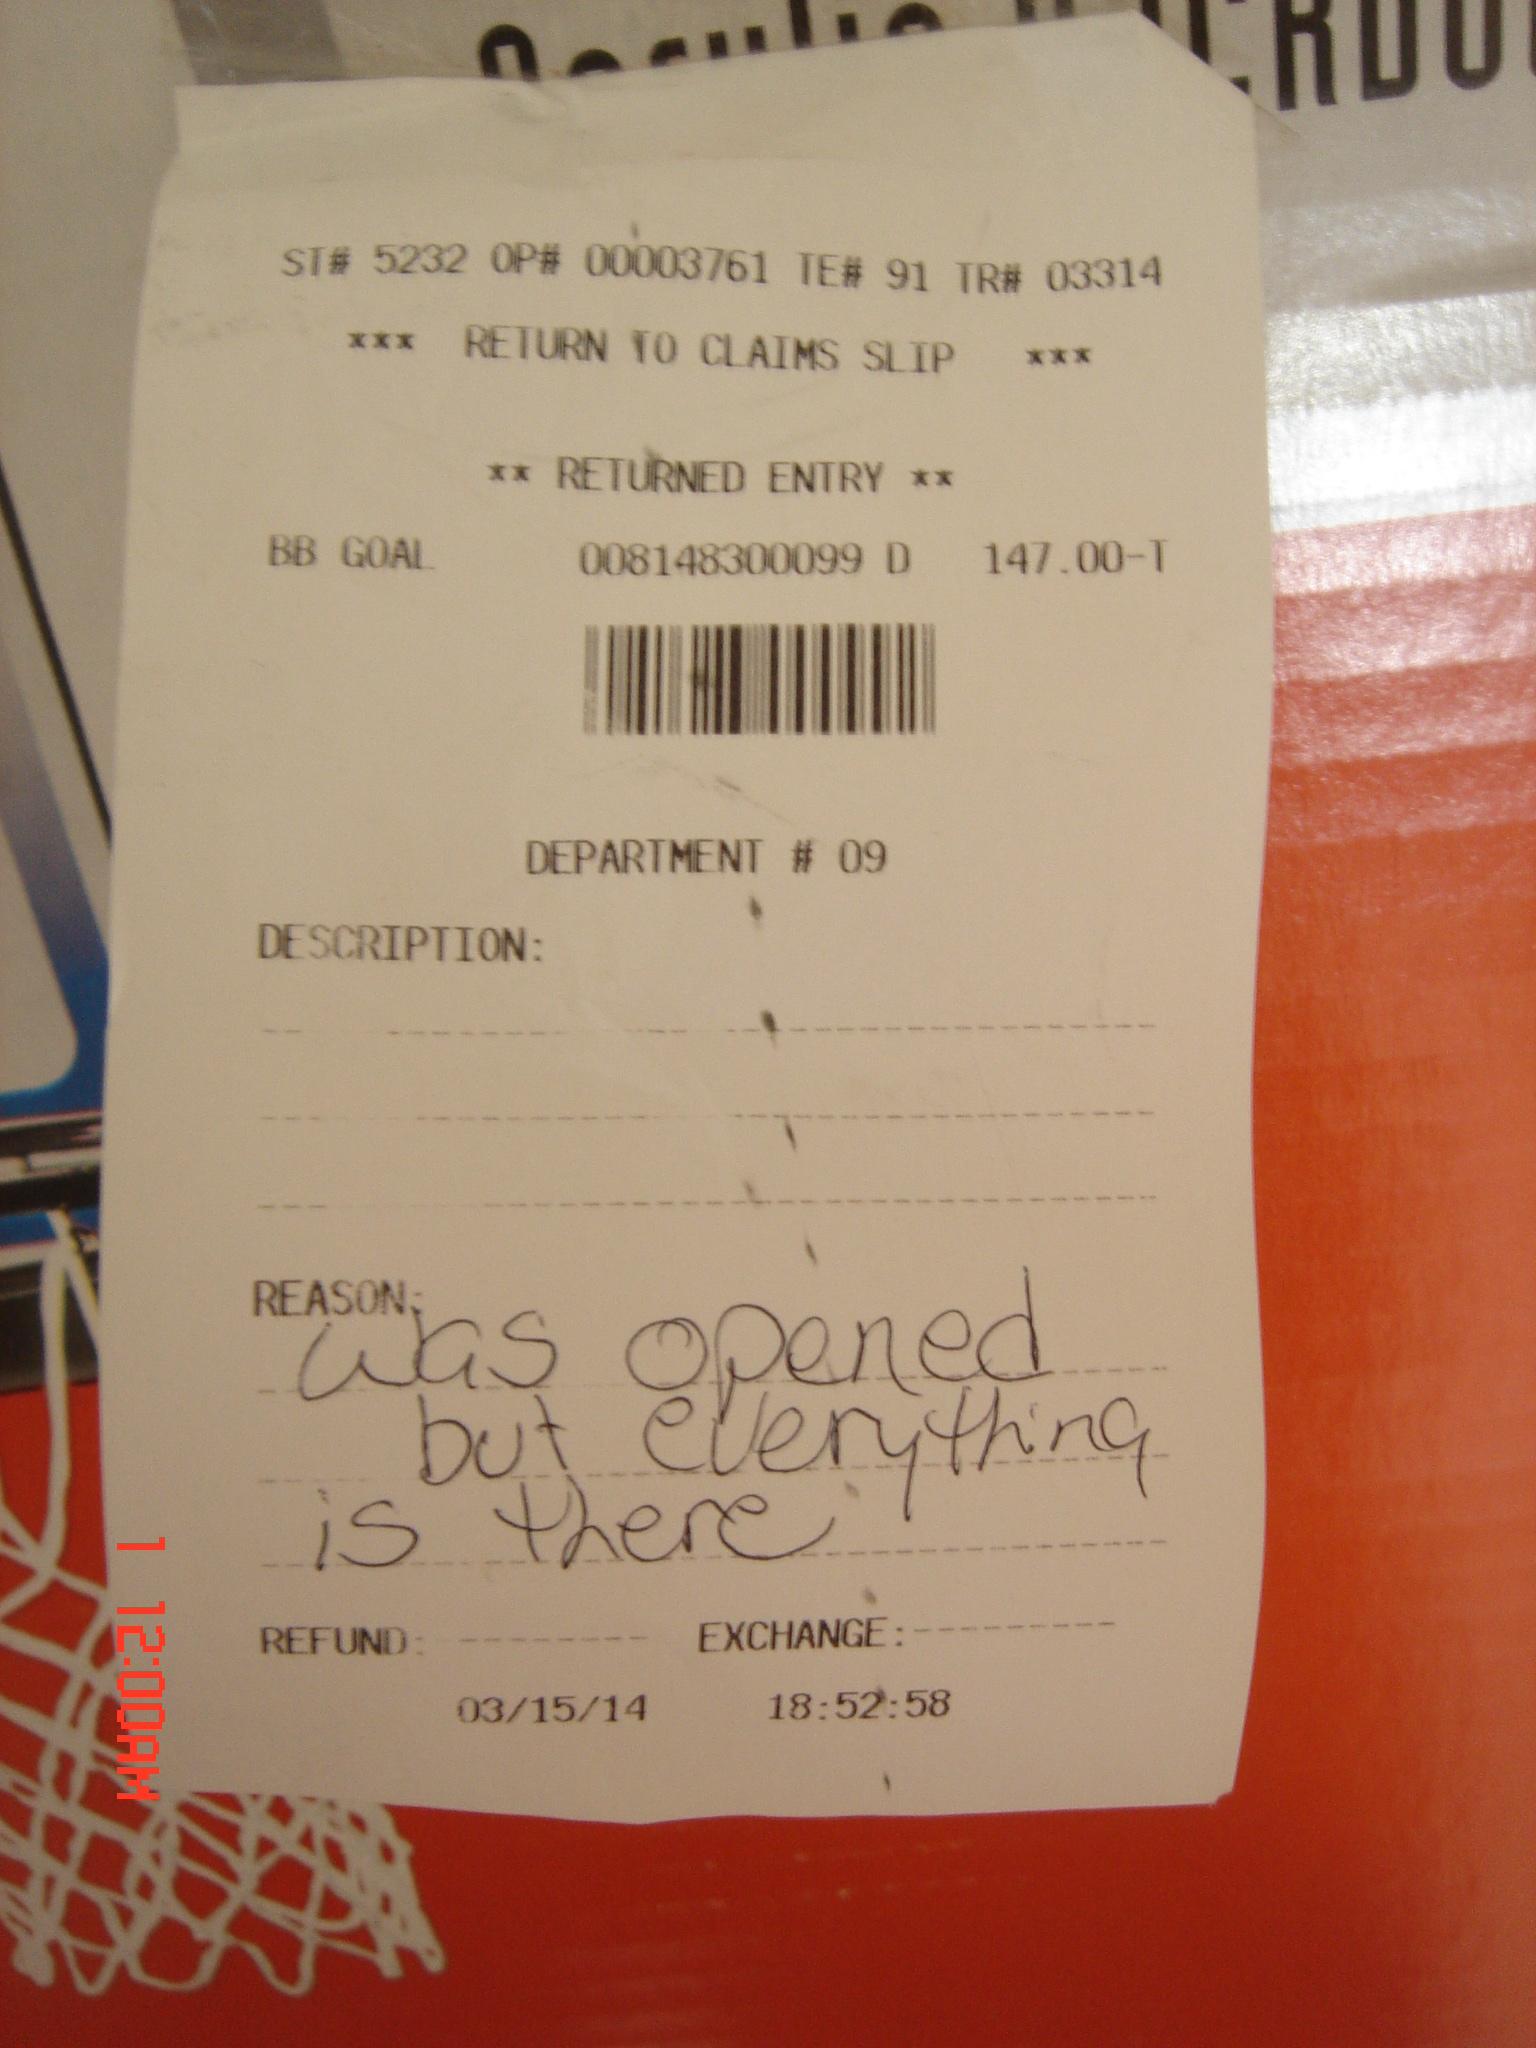 ST# 5232 OP# 00003761 TE# 91 TR# 03314
*** RETURN TO CLAIMS SLIP ***
** RETURNED ENTRY **
BB GOAL 008148300099 D 147.00-T
DEPARTMENT # 09
DESCRIPTION:
REASON:
was opened
but everything
is there
REFUND: EXCHANGE:
03/15/14 18:52:58
1 12:00AM